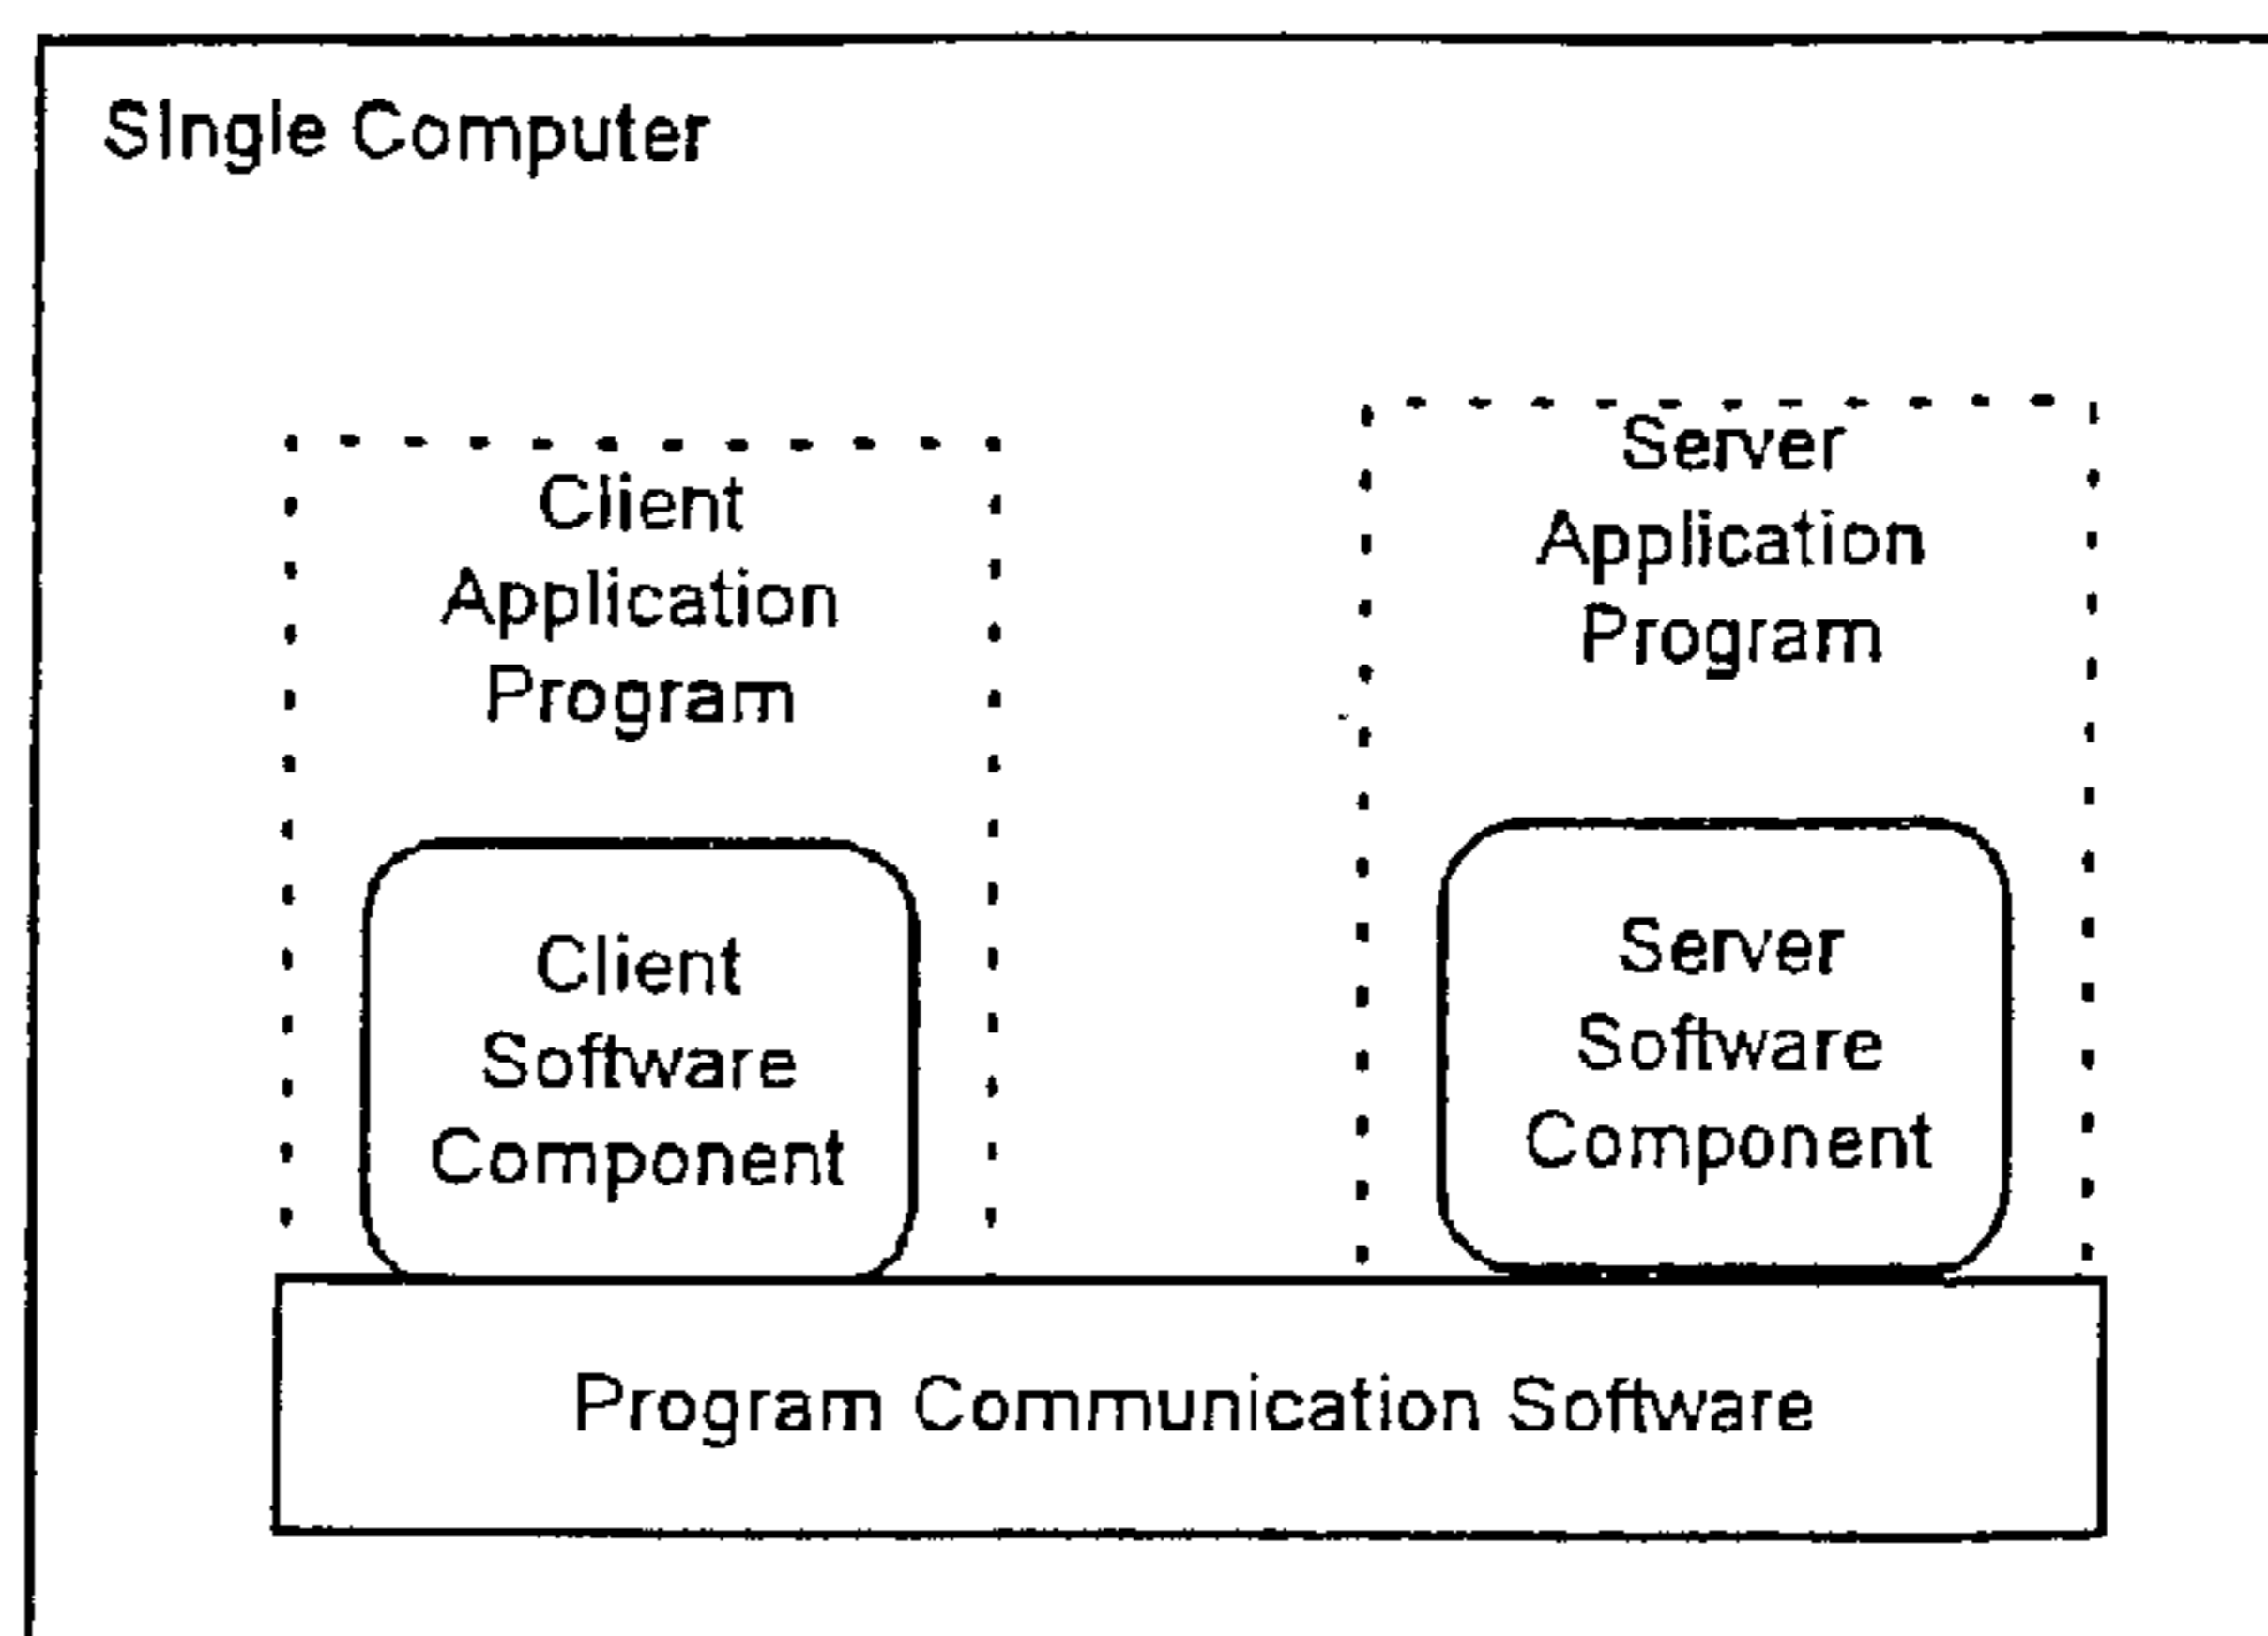 Single Computer
Client
Application
Program
Client
Software
Component
Server
Application
Program
Server
Software
Component
Program Communication Software